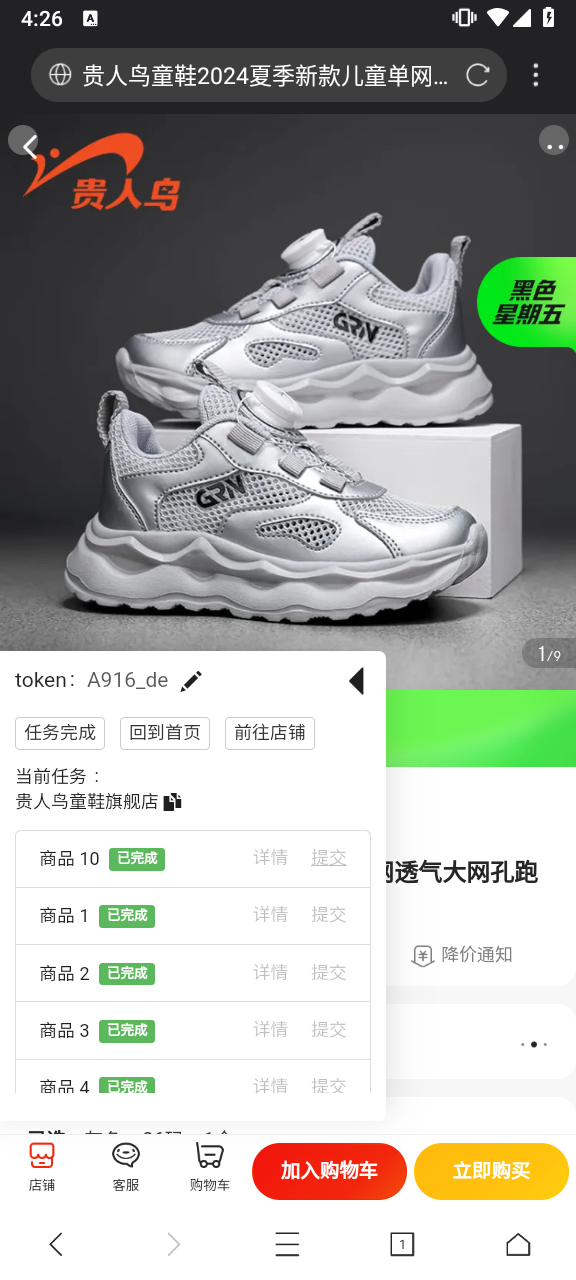 4:26
A
贵人鸟童鞋2024夏季新款儿童单网...
贵人鸟
黑色
星期五
GRN
GRN
1/9
token： A916_de
任务完成 回到首页 前往店铺
当前任务：
贵人鸟童鞋旗舰店
商品 10 已完成 详情 提交
网透气大网孔跑
商品 1 已完成 详情 提交
降价通知
商品 2 已完成 详情 提交
商品 3 已完成 详情 提交
商品 4 已完成 详情 提交
店铺 客服 购物车 加入购物车 立即购买
1